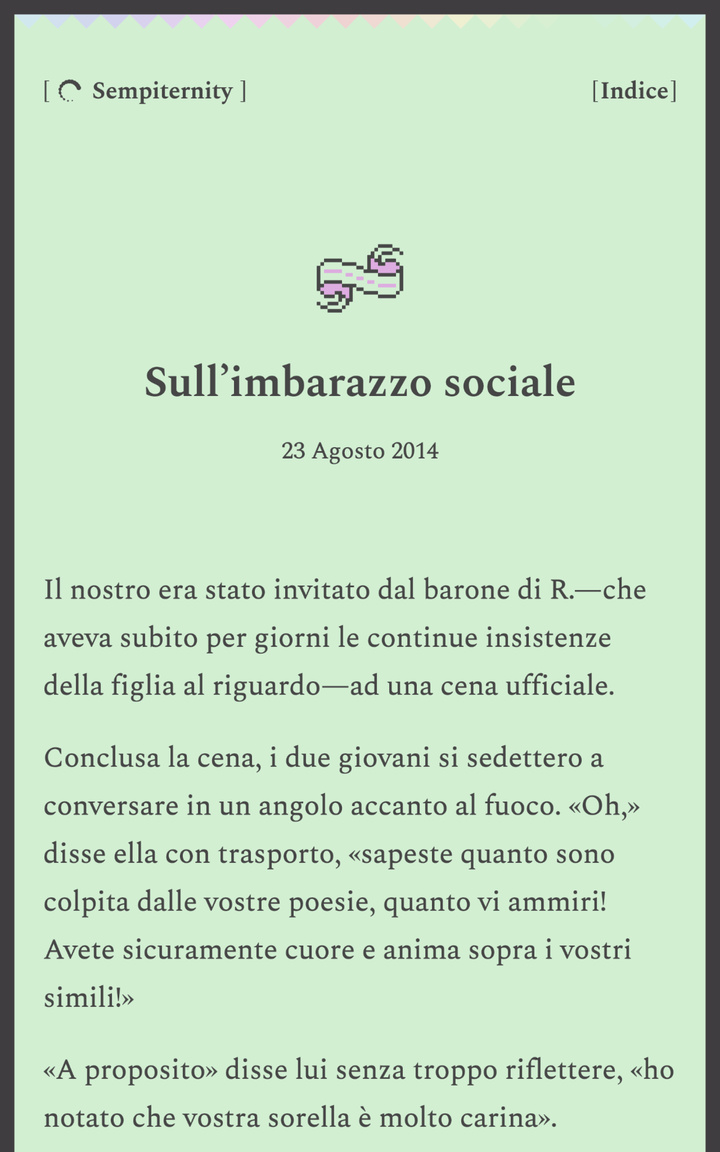 [ Sempiternity ]
[Indice]
Sull’imbarazzo sociale
23 Agosto 2014
Il nostro era stato invitato dal barone di R.—che
aveva subito per giorni le continue insistenze
della figlia al riguardo—ad una cena ufficiale.
Conclusa la cena, i due giovani si sedettero a
conversare in un angolo accanto al fuoco. «Oh,»
disse ella con trasporto, «sapeste quanto sono
colpita dalle vostre poesie, quanto vi ammiri!
Avete sicuramente cuore e anima sopra i vostri
simili!»
«A proposito» disse lui senza troppo riflettere, «ho
notato che vostra sorella è molto carina».